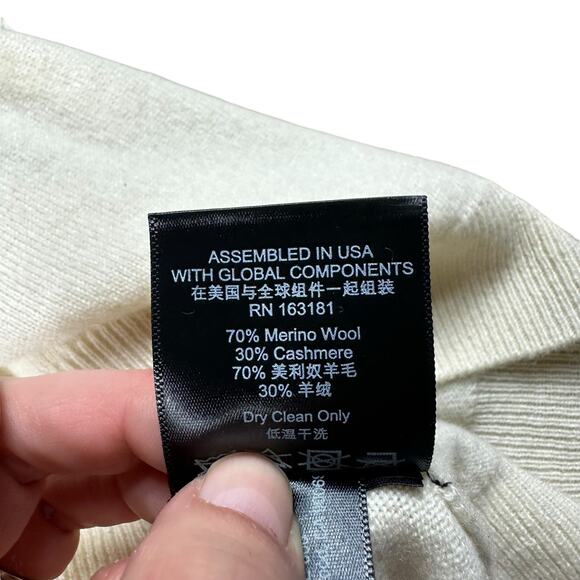 ASSEMBLED IN USA
WITH GLOBAL COMPONENTS
在美国与全球组件一起组装
RN 163181
70% Merino Wool
30% Cashmere
70% 美利奴羊毛
30% 羊绒
Dry Clean Only
低温干洗